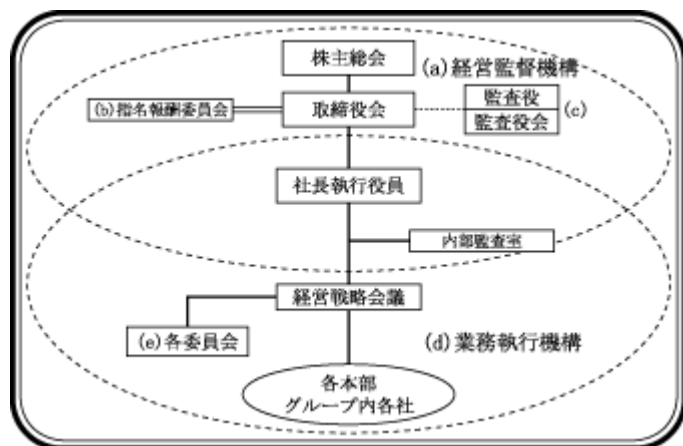 株主総会
(a)経営監督機構
(b)指名報酬委員会
取締役会
監査役
監査役会
(c)
社長執行役員
内部監査室
経営戦略会議
(e)各委員会
(d)業務執行機構
各本部
グループ内各社